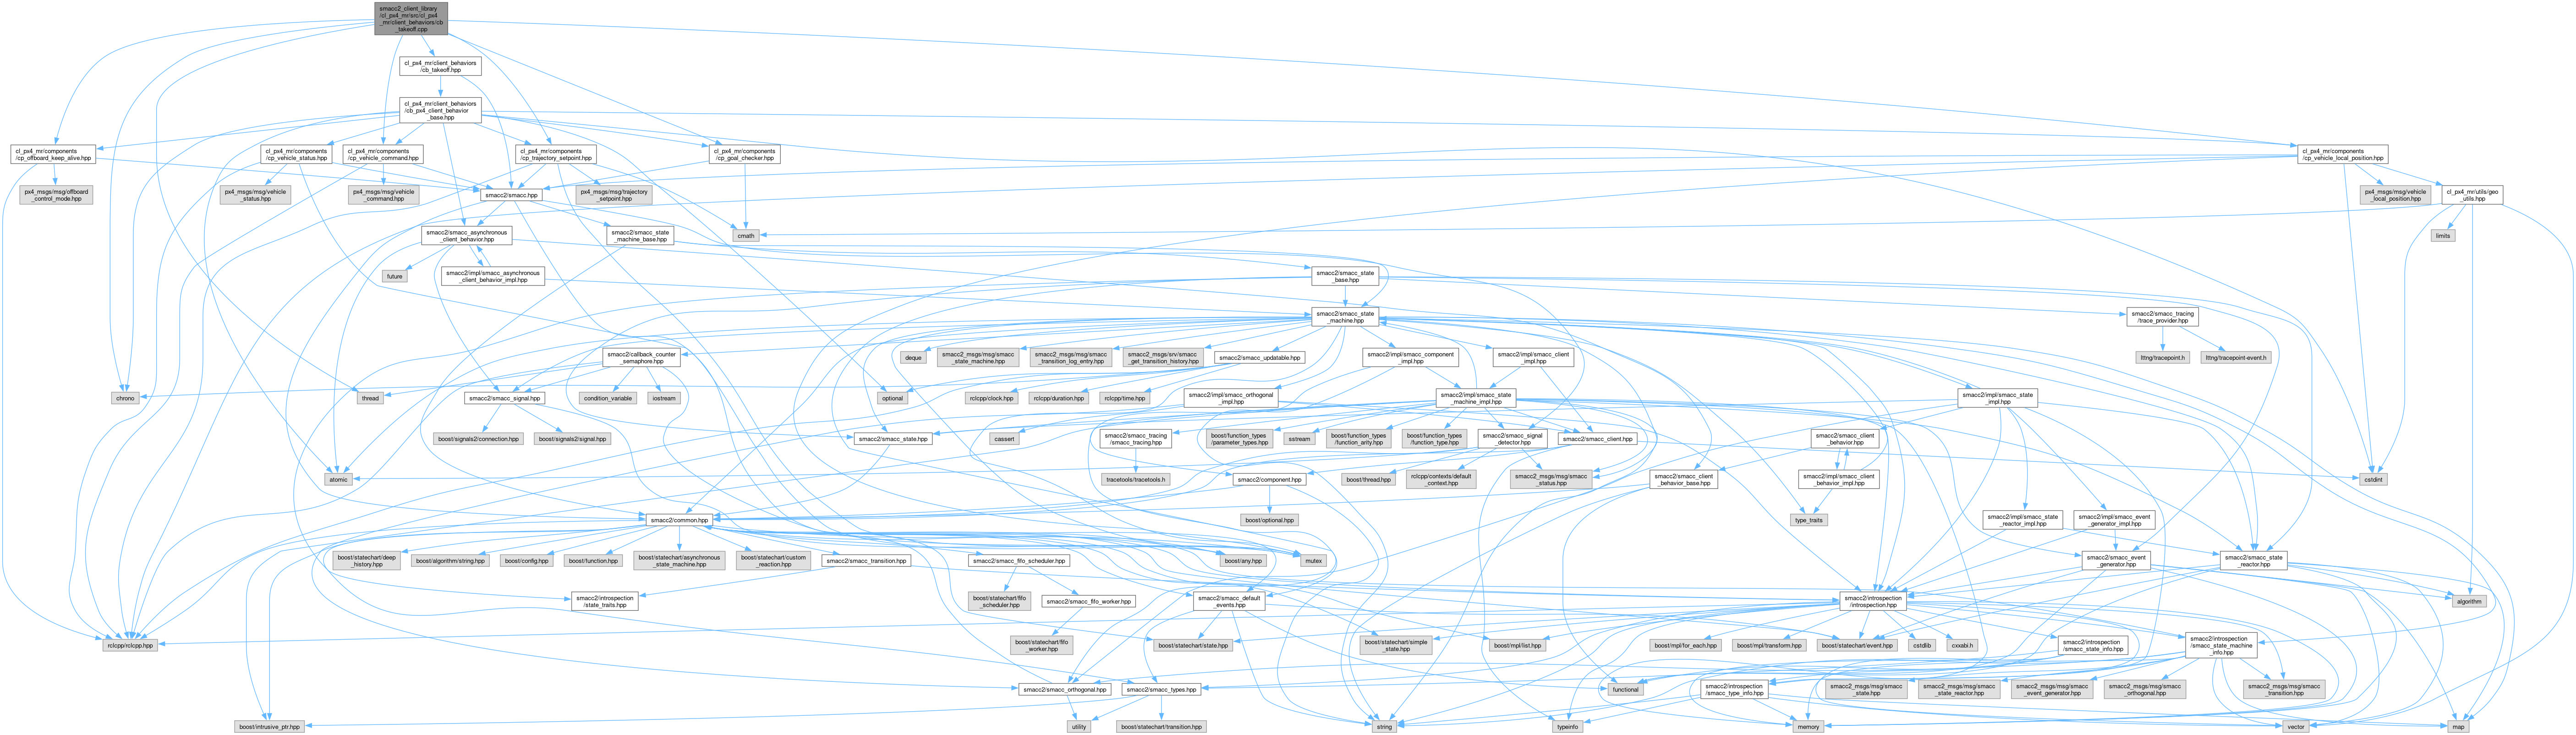 smacc2_client_library
/cl_px4_mr/src/cl_px4
_mr/client_behaviors/cb
_takeoff.cpp
cl_px4_mr/client_behaviors
/cb_takeoff.hpp
cl_px4_mr/client_behaviors
/cb_px4_client_behavior
_base.hpp
cl_px4_mr/components
/cp_offboard_keep_alive.hpp
cl_px4_mr/components
/cp_vehicle_status.hpp
cl_px4_mr/components
/cp_vehicle_command.hpp
cl_px4_mr/components
/cp_trajectory_setpoint.hpp
cl_px4_mr/components
/cp_goal_checker.hpp
cl_px4_mr/components
/cp_vehicle_local_position.hpp
px4_msgs/msg/offboard
_control_mode.hpp
px4_msgs/msg/vehicle
_status.hpp
px4_msgs/msg/vehicle
_command.hpp
smacc2/smacc.hpp
px4_msgs/msg/trajectory
_setpoint.hpp
px4_msgs/msg/vehicle
_local_position.hpp
cl_px4_mr/utils/geo
_utils.hpp
smacc2/smacc_asynchronous
_client_behavior.hpp
smacc2/smacc_state
_machine_base.hpp
cmath
limits
future
smacc2/impl/smacc_asynchronous
_client_behavior_impl.hpp
smacc2/smacc_state
_base.hpp
smacc2/smacc_state
_machine.hpp
smacc2/smacc_tracing
/trace_provider.hpp
smacc2/callback_counter
_semaphore.hpp
deque
smacc2_msgs/msg/smacc
_state_machine.hpp
smacc2_msgs/msg/smacc
_transition_log_entry.hpp
smacc2_msgs/srv/smacc
_get_transition_history.hpp
smacc2/smacc_updatable.hpp
smacc2/impl/smacc_component
_impl.hpp
smacc2/impl/smacc_client
_impl.hpp
lttng/tracepoint.h
lttng/tracepoint-event.h
chrono
thread
smacc2/smacc_signal.hpp
condition_variable
iostream
optional
rclcpp/clock.hpp
rclcpp/duration.hpp
rclcpp/time.hpp
smacc2/impl/smacc_orthogonal
_impl.hpp
smacc2/impl/smacc_state
_machine_impl.hpp
smacc2/impl/smacc_state
_impl.hpp
boost/signals2/connection.hpp
boost/signals2/signal.hpp
smacc2/smacc_state.hpp
cassert
smacc2/smacc_tracing
/smacc_tracing.hpp
boost/function_types
/parameter_types.hpp
sstream
boost/function_types
/function_arity.hpp
boost/function_types
/function_type.hpp
smacc2/smacc_signal
_detector.hpp
smacc2/smacc_client.hpp
smacc2/smacc_client
_behavior.hpp
atomic
tracetools/tracetools.h
smacc2/component.hpp
boost/thread.hpp
rclcpp/contexts/default
_context.hpp
smacc2_msgs/msg/smacc
_status.hpp
smacc2/smacc_client
_behavior_base.hpp
smacc2/impl/smacc_client
_behavior_impl.hpp
cstdint
smacc2/common.hpp
boost/optional.hpp
type_traits
smacc2/impl/smacc_state
_reactor_impl.hpp
smacc2/impl/smacc_event
_generator_impl.hpp
boost/statechart/deep
_history.hpp
boost/algorithm/string.hpp
boost/config.hpp
boost/function.hpp
boost/statechart/asynchronous
_state_machine.hpp
boost/statechart/custom
_reaction.hpp
smacc2/smacc_transition.hpp
smacc2/smacc_fifo_scheduler.hpp
boost/any.hpp
mutex
smacc2/smacc_event
_generator.hpp
smacc2/smacc_state
_reactor.hpp
smacc2/introspection
/state_traits.hpp
boost/statechart/fifo
_scheduler.hpp
smacc2/smacc_fifo_worker.hpp
smacc2/smacc_default
_events.hpp
smacc2/introspection
/introspection.hpp
algorithm
rclcpp/rclcpp.hpp
boost/statechart/fifo
_worker.hpp
boost/statechart/state.hpp
boost/statechart/simple
_state.hpp
boost/mpl/list.hpp
boost/mpl/for_each.hpp
boost/mpl/transform.hpp
boost/statechart/event.hpp
cstdlib
cxxabi.h
smacc2/introspection
/smacc_state_info.hpp
smacc2/introspection
/smacc_state_machine
_info.hpp
smacc2/smacc_orthogonal.hpp
smacc2/smacc_types.hpp
functional
smacc2/introspection
/smacc_type_info.hpp
smacc2_msgs/msg/smacc
_state.hpp
smacc2_msgs/msg/smacc
_state_reactor.hpp
smacc2_msgs/msg/smacc
_event_generator.hpp
smacc2_msgs/msg/smacc
_orthogonal.hpp
smacc2_msgs/msg/smacc
_transition.hpp
boost/intrusive_ptr.hpp
utility
boost/statechart/transition.hpp
string
typeinfo
memory
vector
map